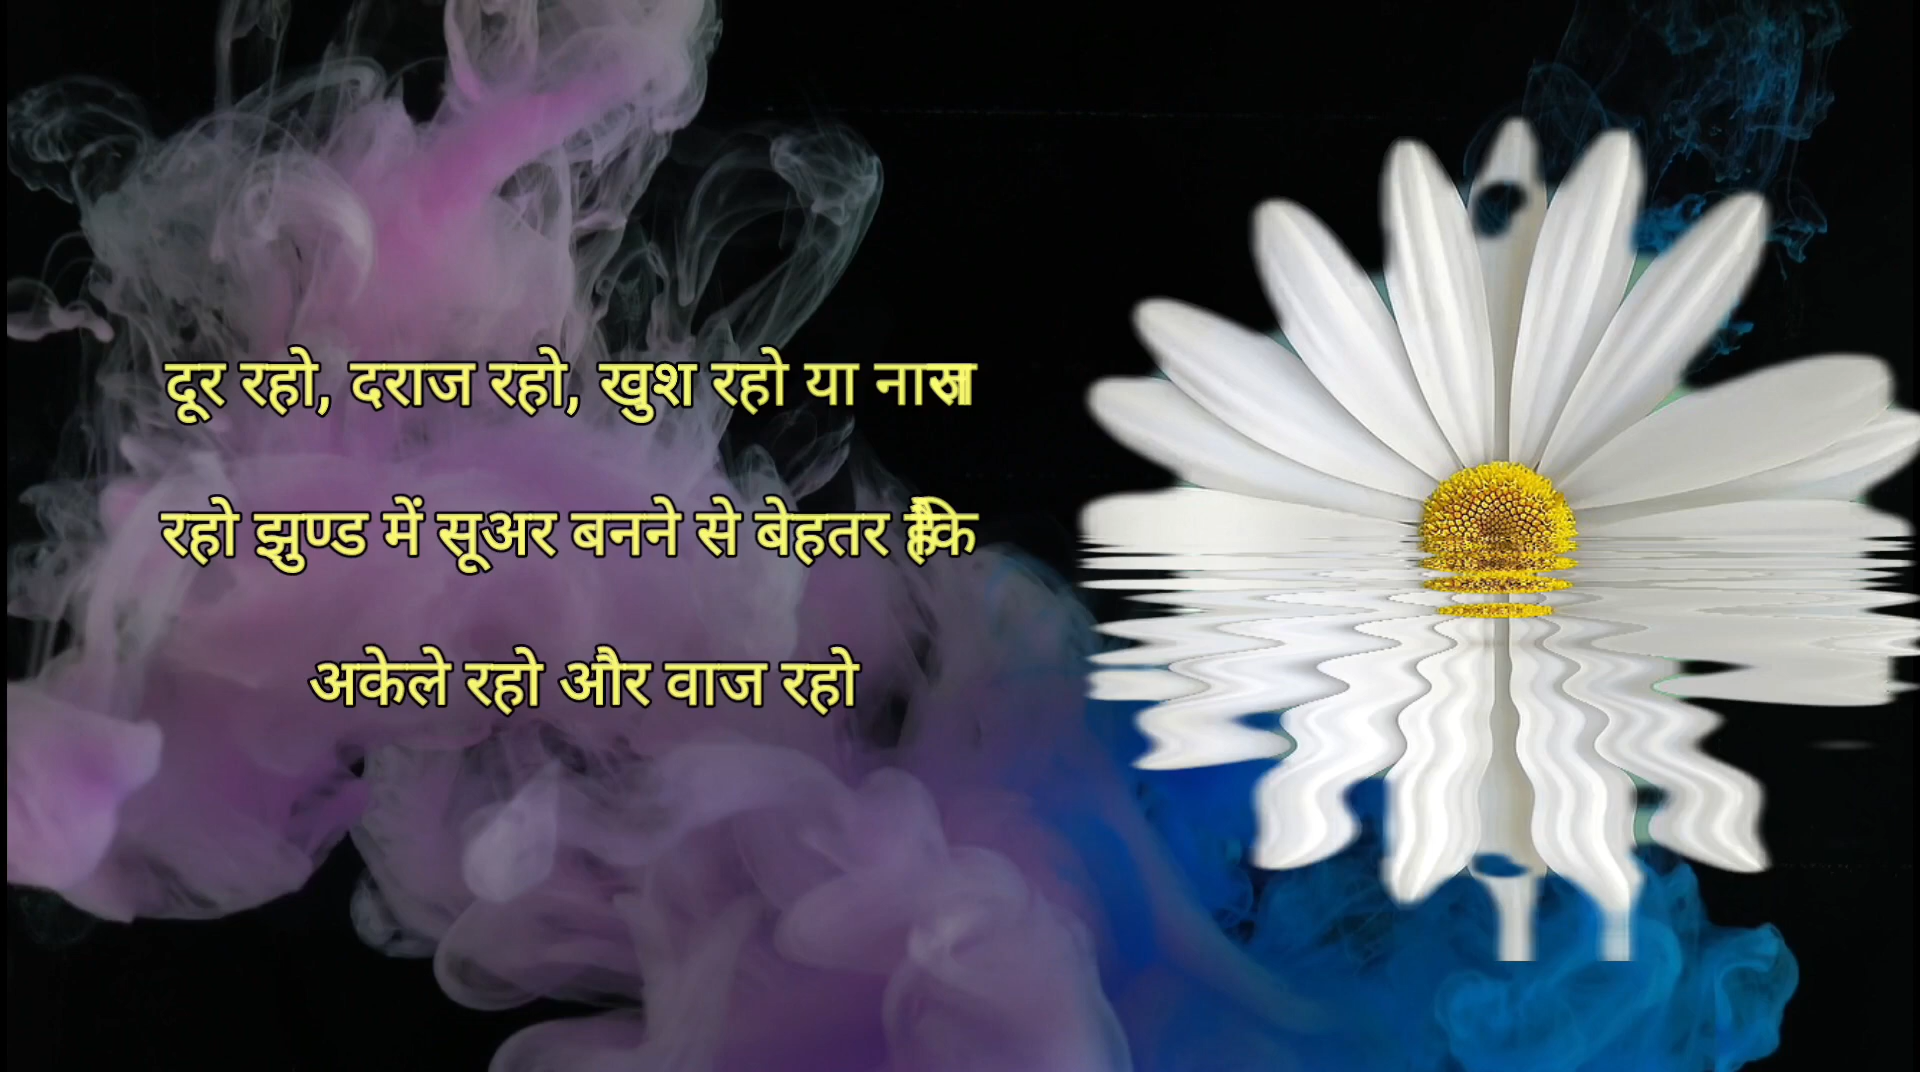 दूर रहो, दराज रहो, खुश रहो या नाराज
रहो झुण्ड में सूअर बनने से बेहतर है कि
अकेले रहो और वाज रहो